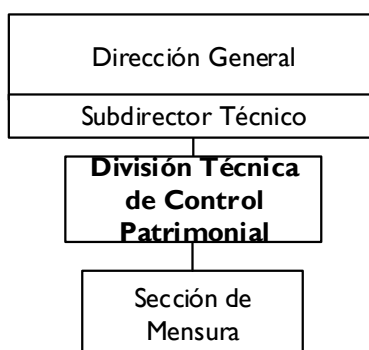 Dirección General
Subdirector Técnico
División Técnica
de Control
Patrimonial
Sección de
Mensura